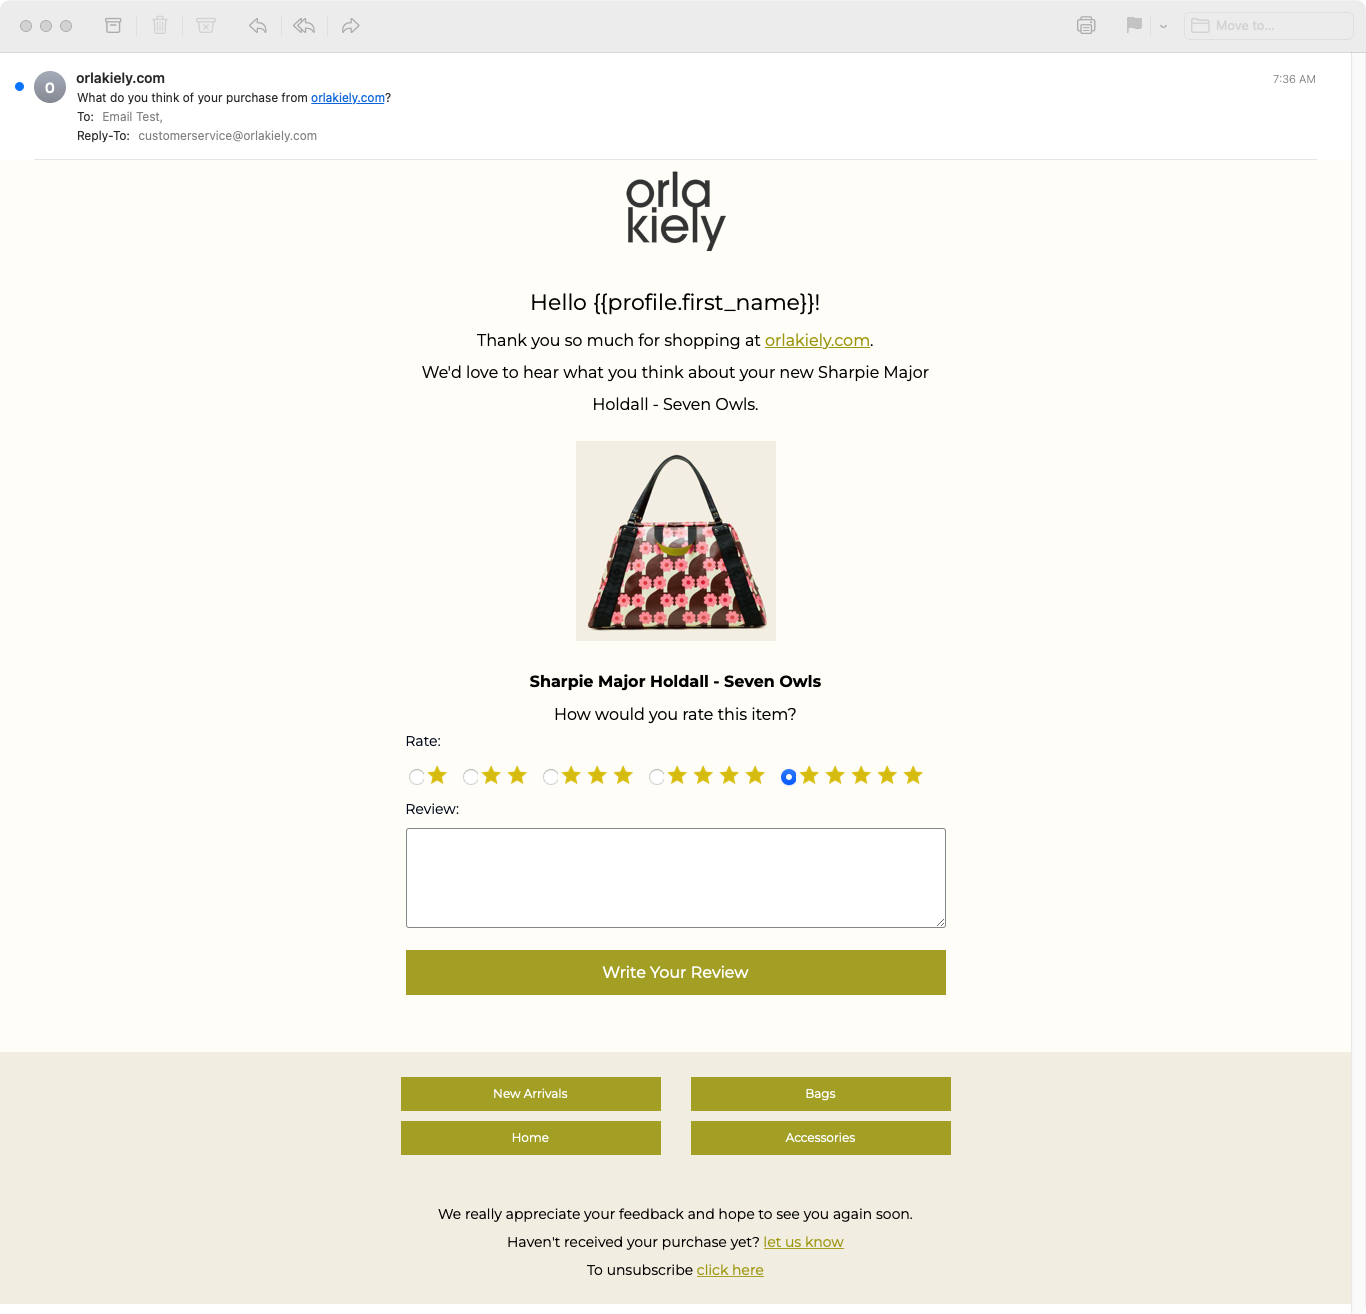 Move to...
O
orlakiely.com
7:36 AM
What do you think of your purchase from orlakiely.com?
To: Email Test,
Reply-To: customerservice@orlakiely.com
orla
kiely
Hello {{profile.first_name}}!
Thank you so much for shopping at orlakiely.com.
We'd love to hear what you think about your new Sharpie Major
Holdall - Seven Owls.
Sharpie Major Holdall - Seven Owls
How would you rate this item?
Rate:
Review:
Write Your Review
New Arrivals
Bags
Home
Accessories
We really appreciate your feedback and hope to see you again soon.
Haven't received your purchase yet? let us know
To unsubscribe click here